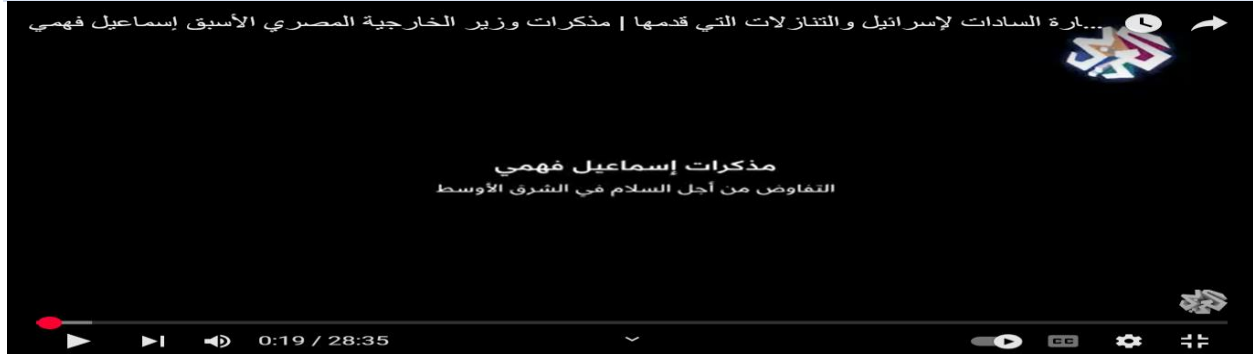 ...ارة السادات لإسرائيل والتنازلات التي قدمها | مذكرات وزير الخارجية المصري الأسبق إسماعيل فهمي
مذكرات إسماعيل فهمي
التفاوض من أجل السلام في الشرق الأوسط
0:19 / 28:35
CC